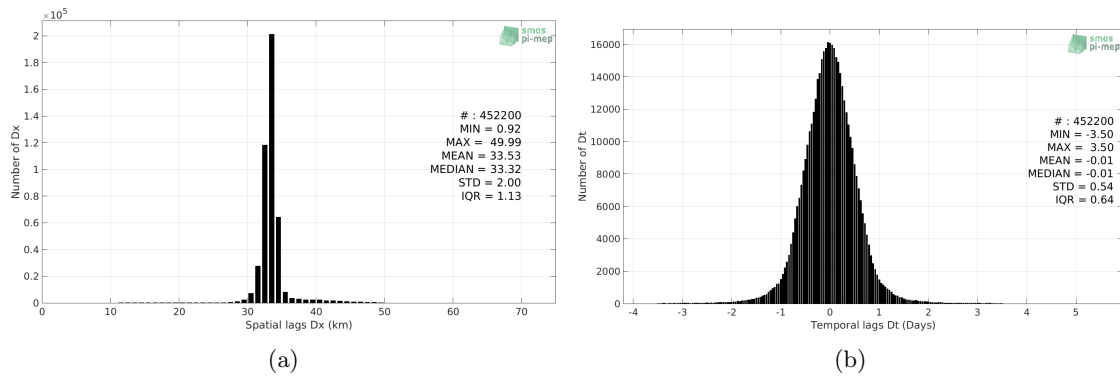 ×10⁵
2
1.8
1.6
1.4
1.2
1
0.8
0.6
0.4
0.2
0
Number of Dx
smos
pi-mep
# : 452200
MIN = 0.92
MAX = 49.99
MEAN = 33.53
MEDIAN = 33.32
STD = 2.00
IQR = 1.13
0 10 20 30 40 50 60 70
Spatial lags Dx (km)
(a)
16000
14000
12000
10000
8000
6000
4000
2000
0
Number of Dt
smos
pi-mep
# : 452200
MIN = -3.50
MAX = 3.50
MEAN = -0.01
MEDIAN = -0.01
STD = 0.54
IQR = 0.64
-4 -3 -2 -1 0 1 2 3 4 5
Temporal lags Dt (Days)
(b)